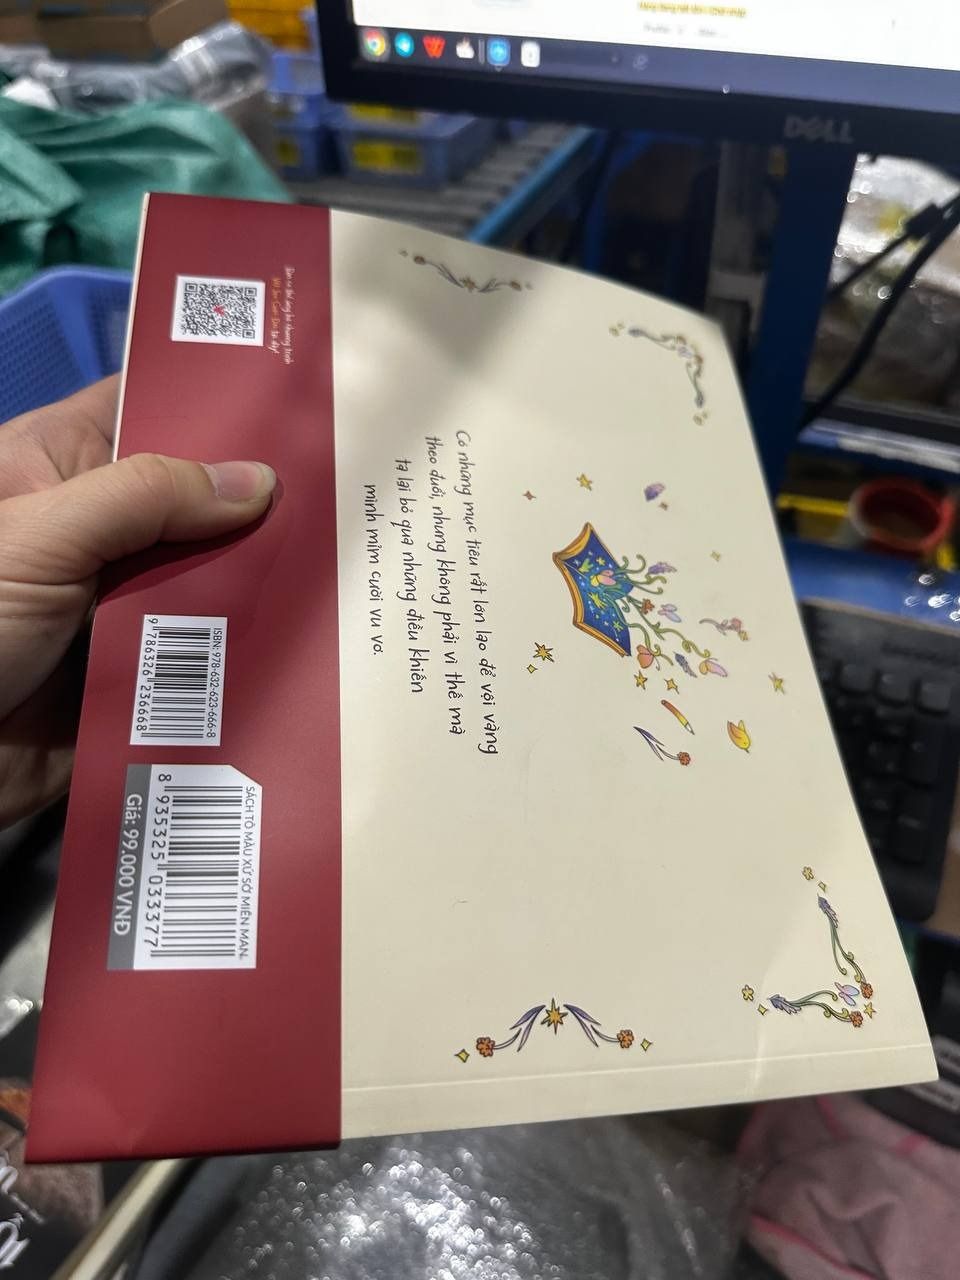 DELL
Có những mục tiêu rất lớn lao để vội vàng
theo đuổi, nhưng không phải vì thế mà
ta lại bỏ qua những điều khiến
mình mỉm cười vu vơ.
ISBN: 978-632-623-666-8
9 786326 236668
SÁCH TÔ MÀU XỨ SỞ MIÊN MAN
8 935325 033377
Giá: 99.000 VNĐ